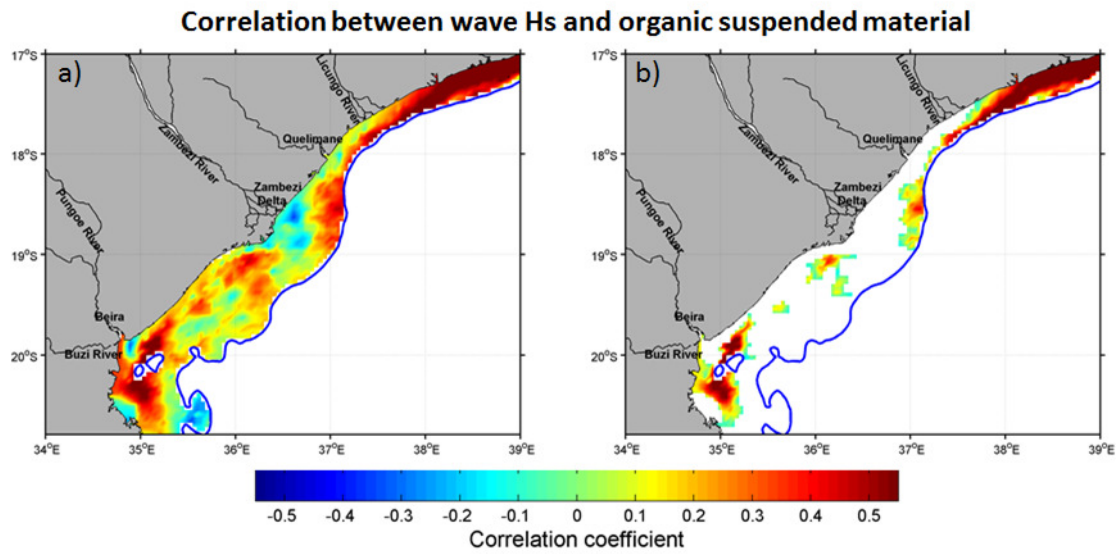 Correlation between wave Hs and organic suspended material
a)
17°S
18°S
19°S
20°S
34°E
35°E
36°E
37°E
38°E
39°E
Licungo River
Quelimane
Zambezi River
Zambezi
Delta
Pungoe River
Beira
Buzi River
b)
17°S
18°S
19°S
20°S
34°E
35°E
36°E
37°E
38°E
39°E
Licungo River
Quelimane
Zambezi River
Zambezi
Delta
Pungoe River
Beira
Buzi River
-0.5 -0.4 -0.3 -0.2 -0.1 0 0.1 0.2 0.3 0.4 0.5
Correlation coefficient